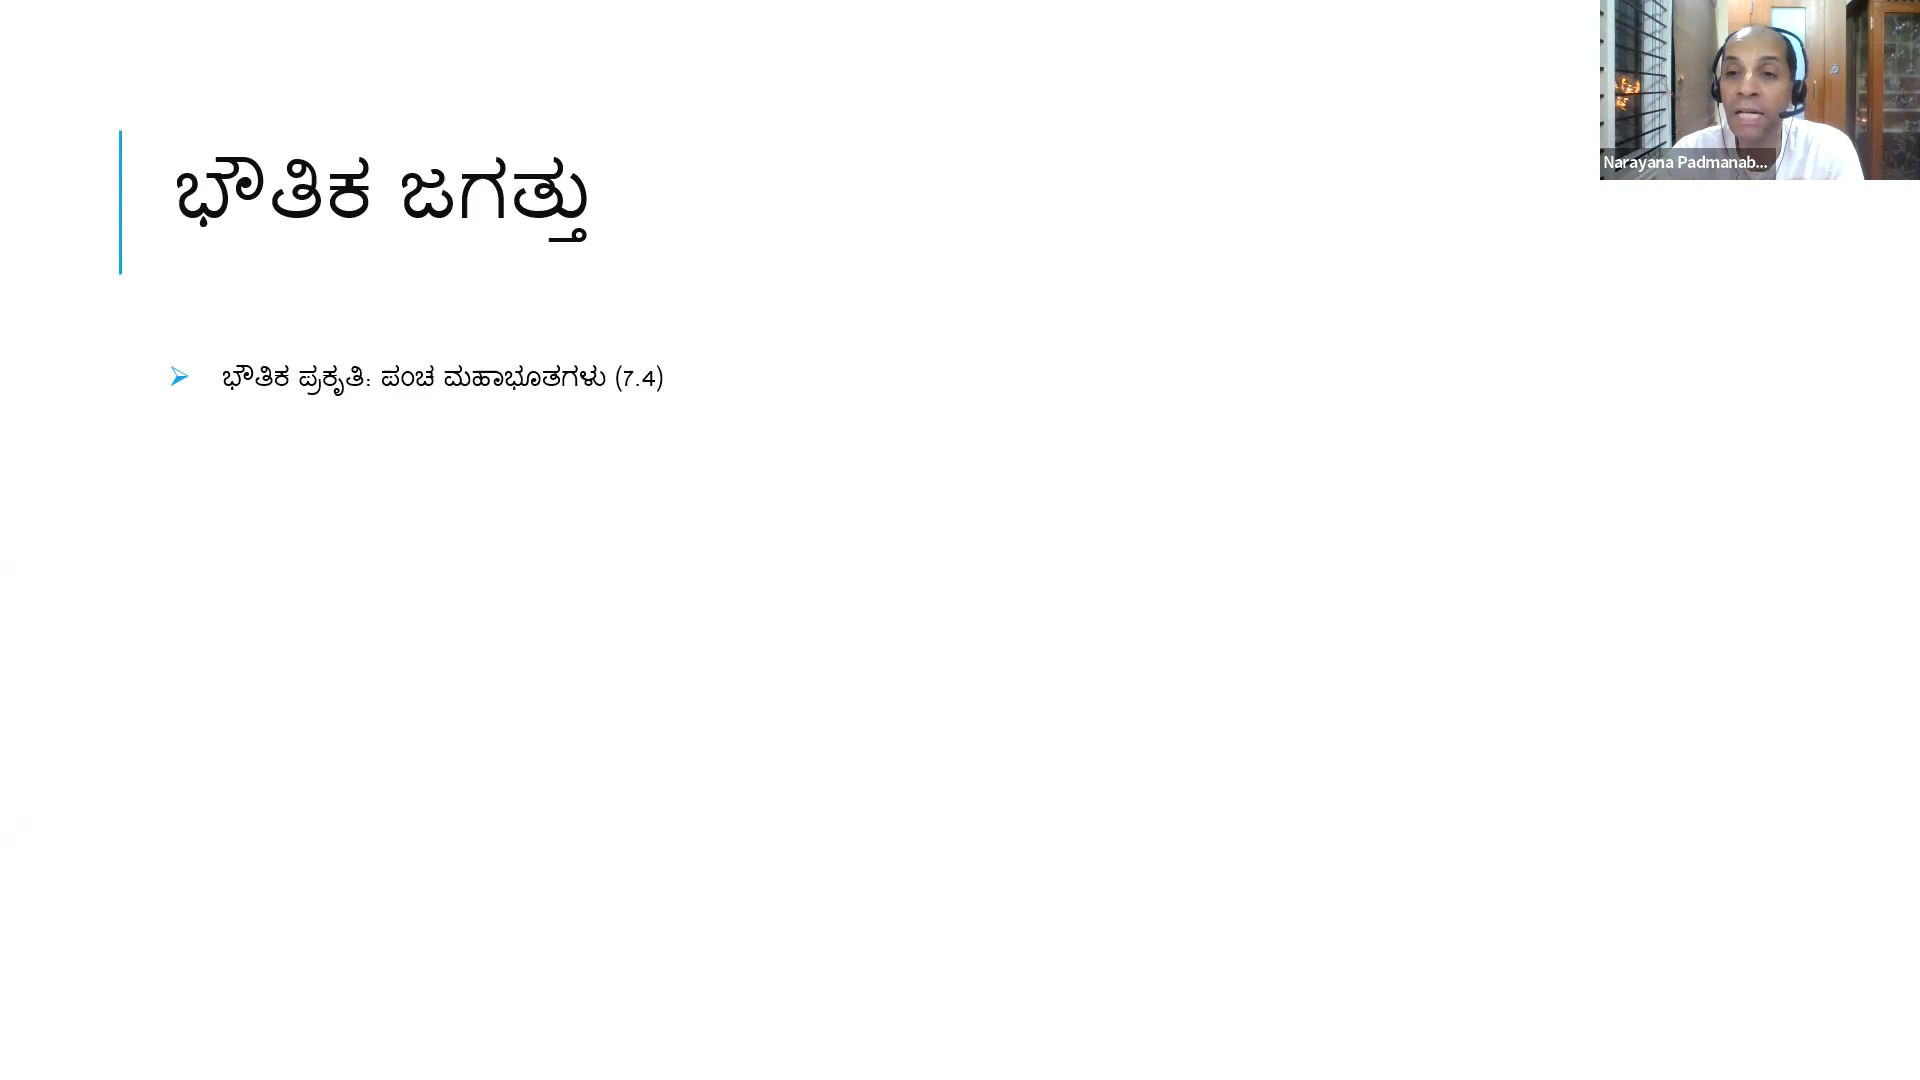 ಭೌತಿಕ ಜಗತ್ತು
ಭೌತಿಕ ಪ್ರಕೃತಿ: ಪಂಚ ಮಹಾಭೂತಗಳು (7.4)
Narayana Padmanab...